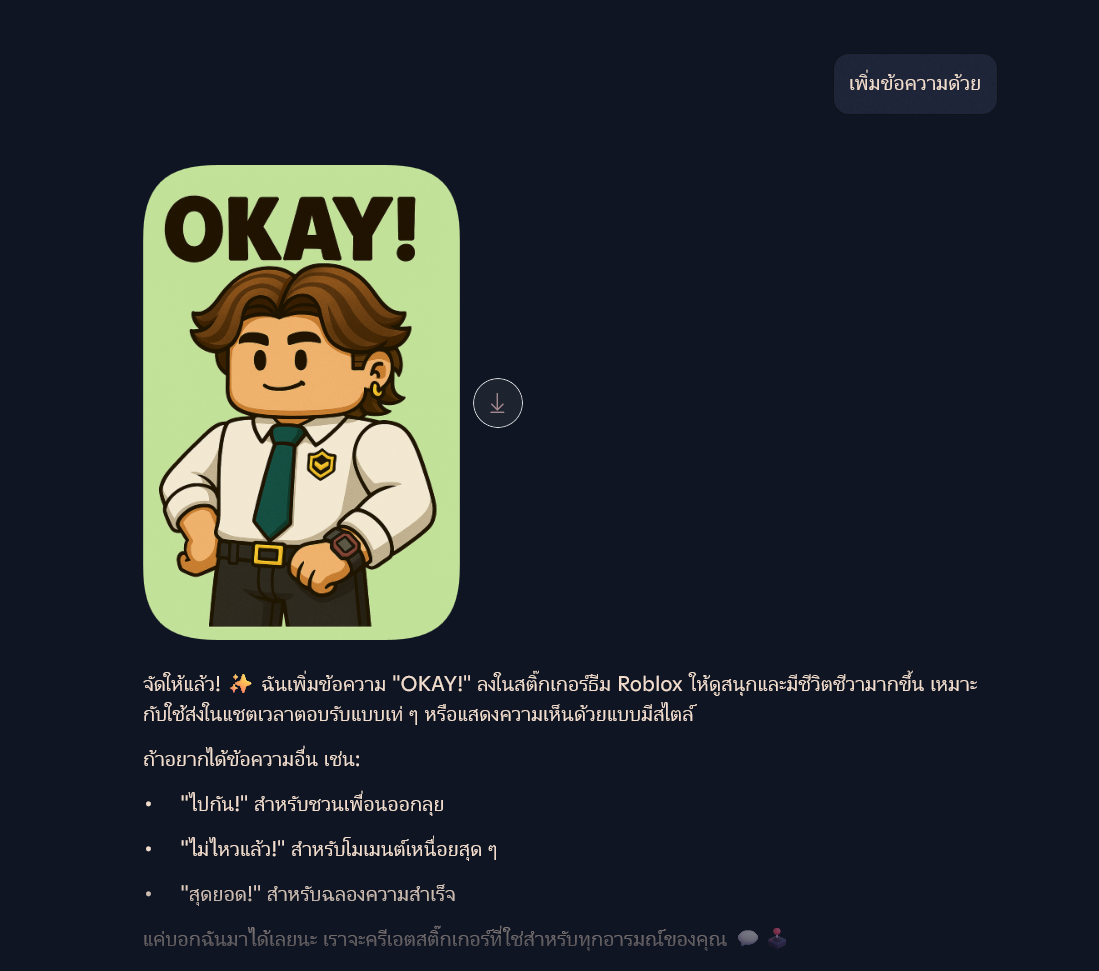 เพิ่มข้อความด้วย
OKAY!
จัดให้แล้ว! ✨ ฉันเพิ่มข้อความ "OKAY!" ลงในสติ๊กเกอร์ธีม Roblox ให้ดูสนุกและมีชีวิตชีวามากขึ้น เหมาะ
กับใช้ส่งในแชตเวลาตอบรับแบบเท่ ๆ หรือแสดงความเห็นด้วยแบบมีสไตล์
ถ้าอยากได้ข้อความอื่น เช่น:
• "ไปกัน!" สำหรับชวนเพื่อนออกลุย
• "ไม่ไหวแล้ว!" สำหรับโมเมนต์เหนื่อยสุด ๆ
• "สุดยอด!" สำหรับฉลองความสำเร็จ
แค่บอกฉันมาได้เลยนะ เราจะครีเอตสติ๊กเกอร์ที่ใช่สำหรับทุกอารมณ์ของคุณ 💬 🕹️